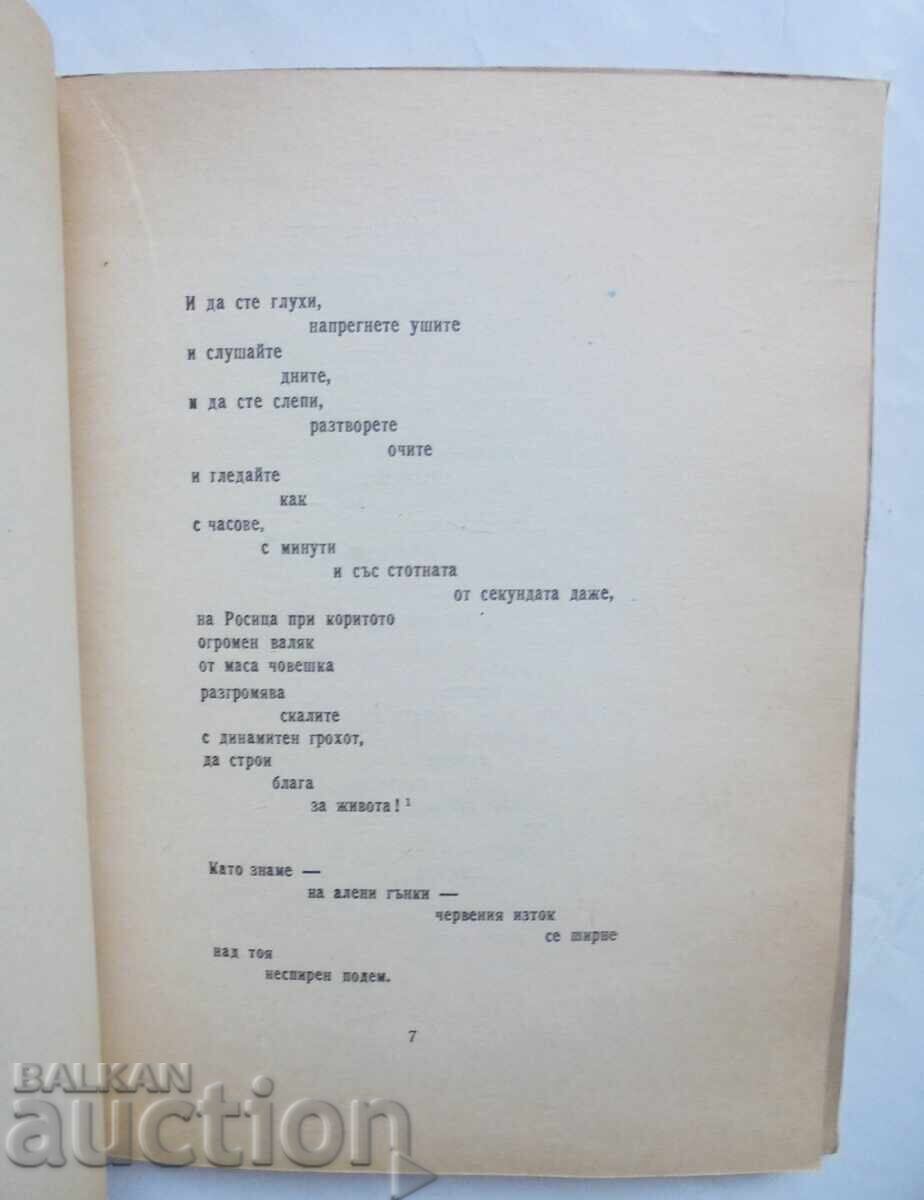 И да сте глухи,
напрегнете ушите
и слушайте
дните,
и да сте слепи,
разтворете
очите
и гледайте
как
с часове,
с минути
и със стотната
от секундата даже,
на Росица при коритото
огромен валяк
от маса човешка
разгромява
скалите
с динамитен грохот,
да строи
блага
за живота!¹
Като знаме —
на алени гънки —
червения изток
се ширне
над тоя
неспирен подем.
7
BALKAN
auction